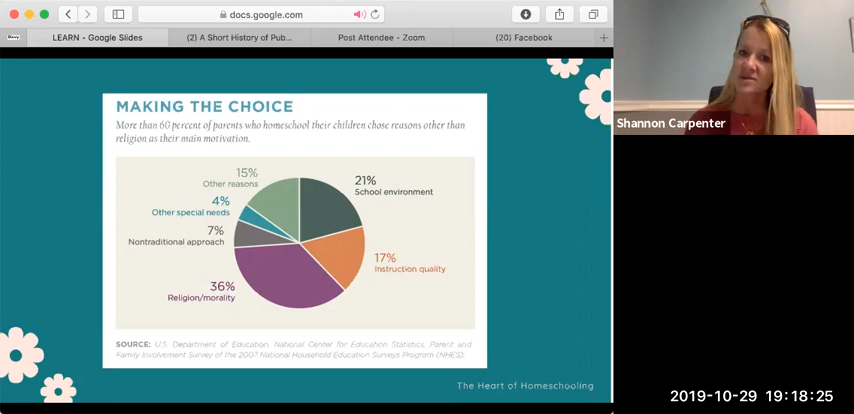 docs.google.com
LEARN - Google Slides
(2) A Short History of Pub...
Post Attendee - Zoom
(20) Facebook
MAKING THE CHOICE
More than 60 percent of parents who homeschool their children chose reasons other than
religion as their main motivation.
15%
Other reasons
21%
School environment
4%
Other special needs
7%
Nontraditional approach
17%
Instruction quality
36%
Religion/morality
SOURCE: U.S. Department of Education, National Center for Education Statistics, Parent and
Family Involvement Survey of the 2007 National Household Education Surveys Program (NHES).
The Heart of Homeschooling
Shannon Carpenter
2019-10-29 19:18:25